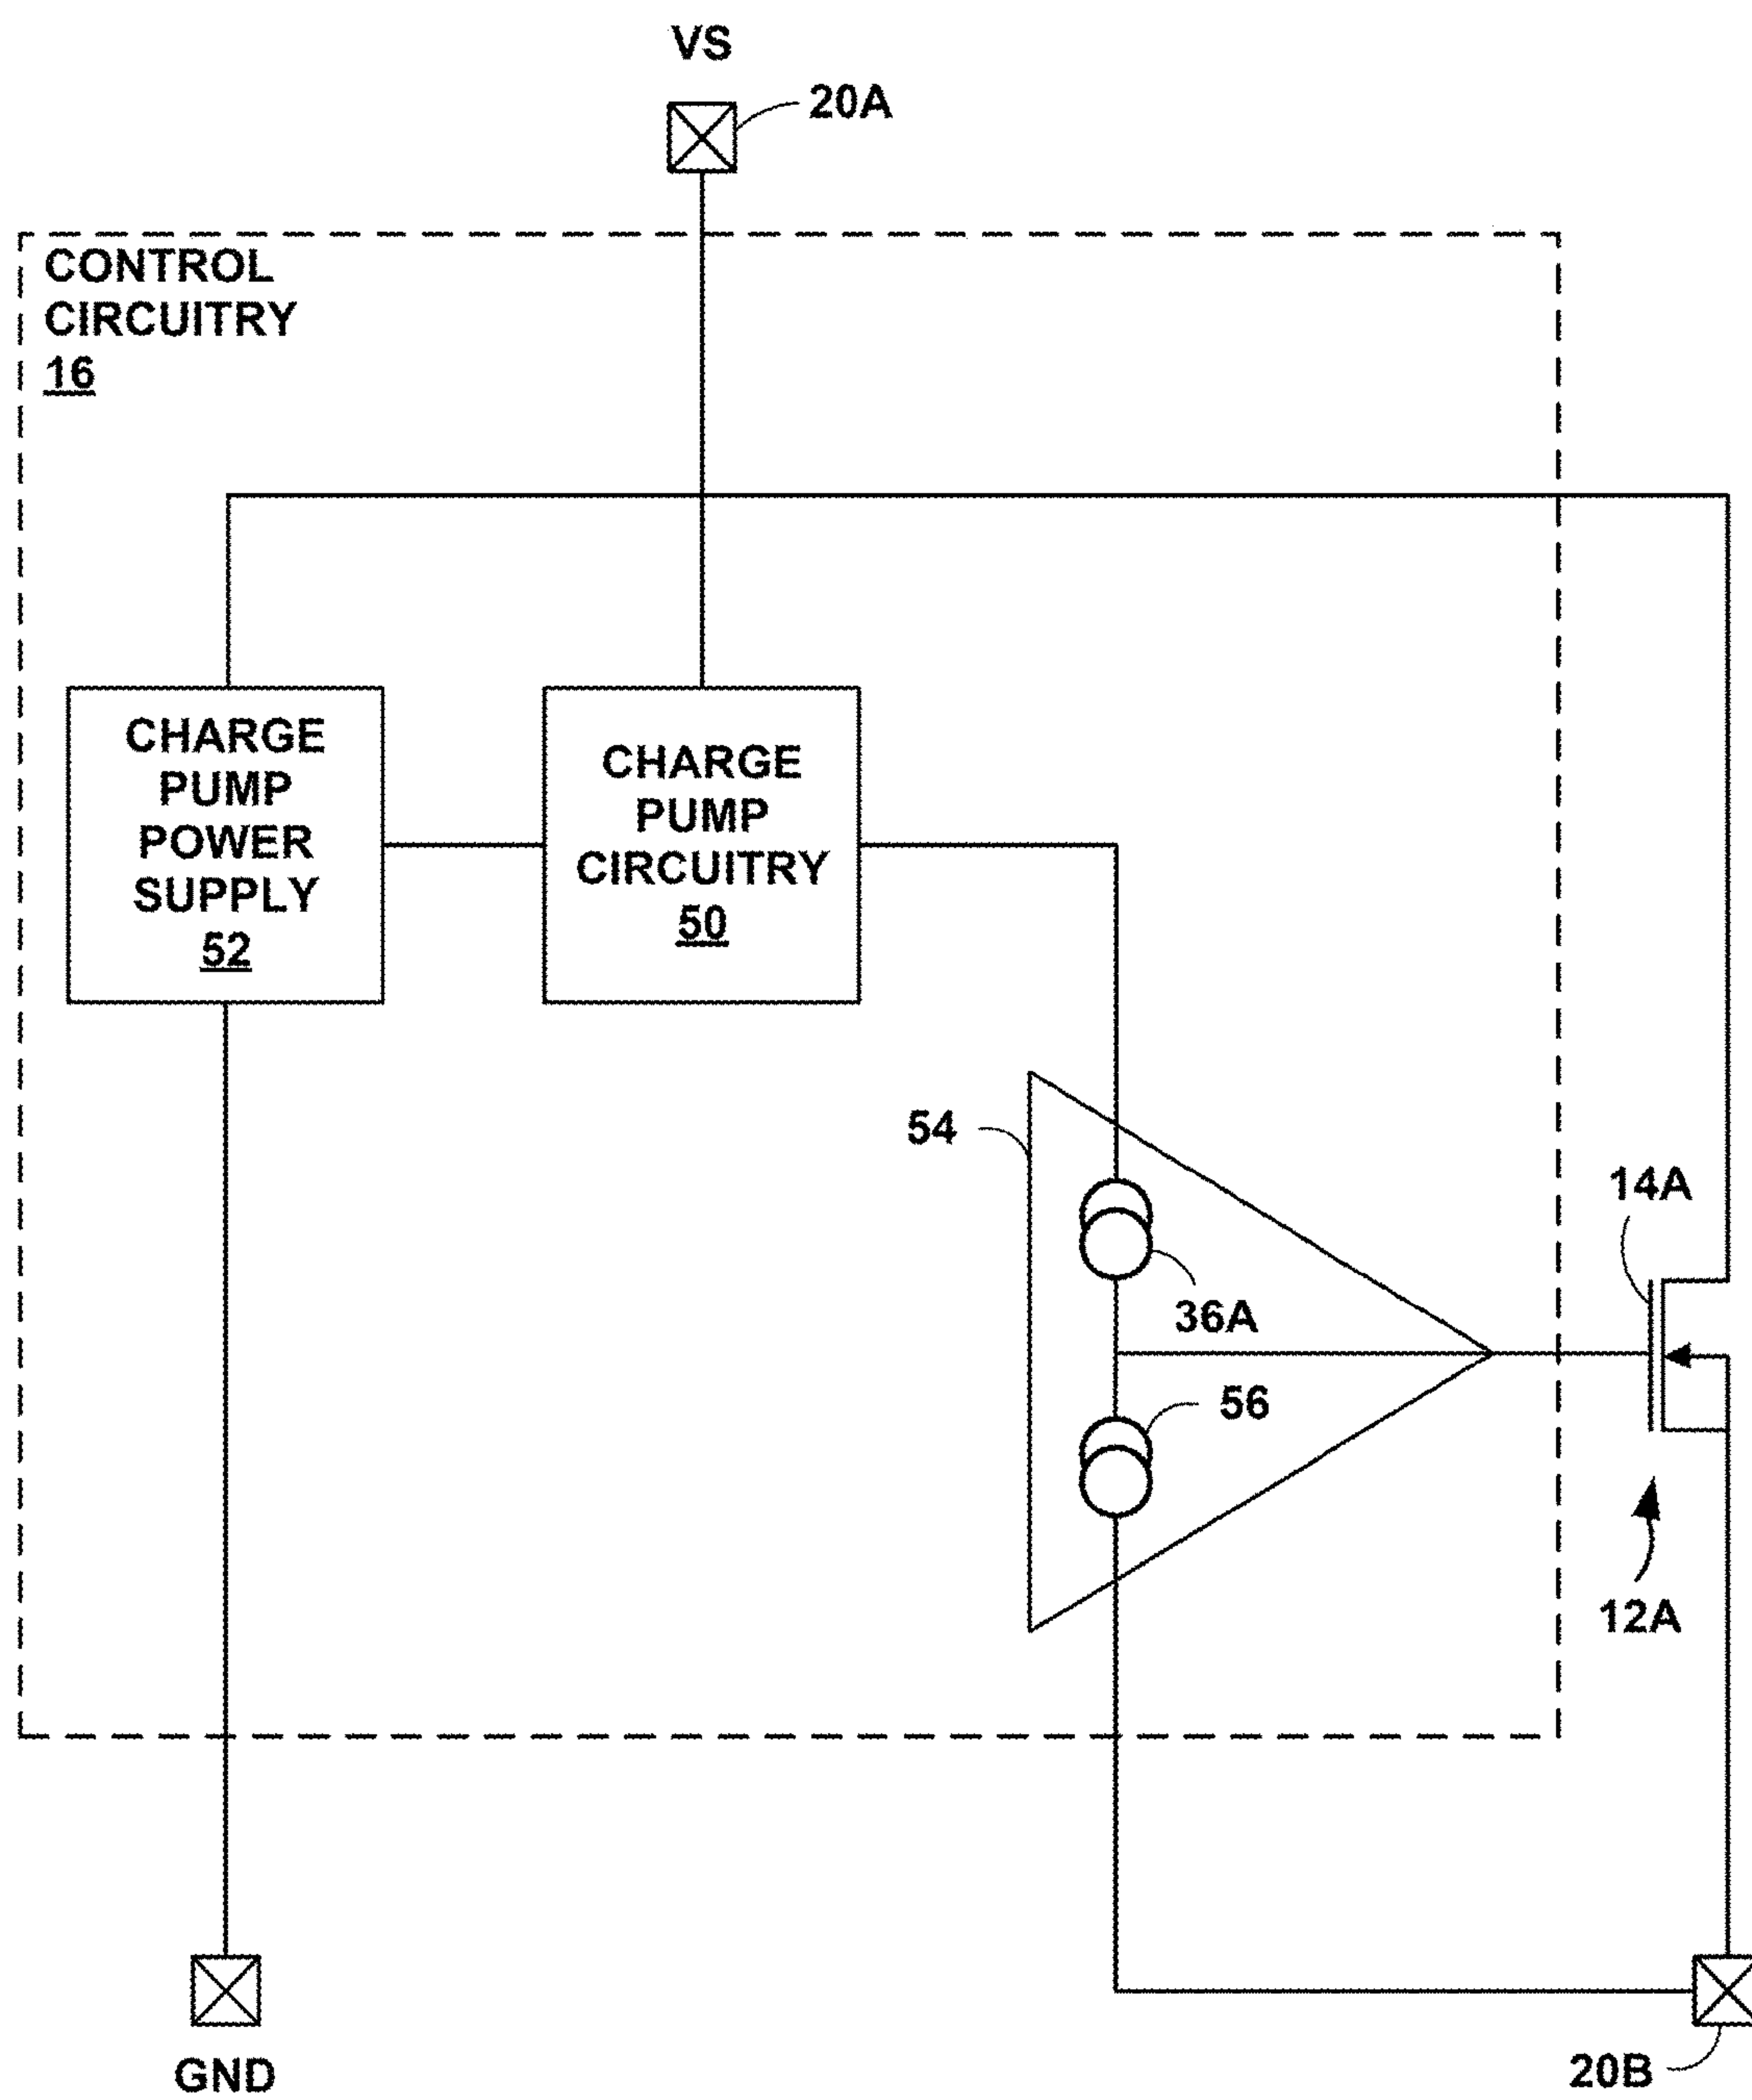 VS
20A
CONTROL
CIRCUITRY
16
CHARGE
PUMP
POWER
SUPPLY
52
CHARGE
PUMP
CIRCUITRY
50
54
14A
36A
56
12A
GND
20B